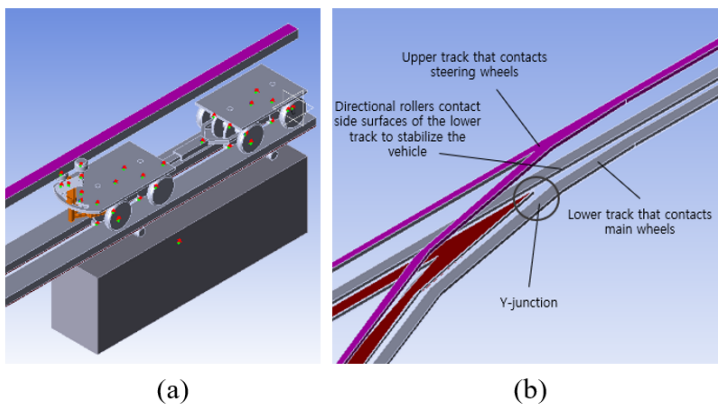 Upper track that contacts
steering wheels
Directional rollers contact
side surfaces of the lower
track to stabilize the
vehicle
Lower track that contacts
main wheels
Y-junction
(a)
(b)